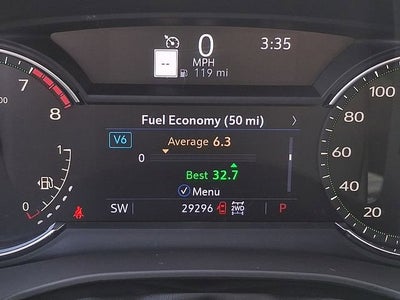 0
MPH
3:35
--
119 mi
Fuel Economy (50 mi)
V6
Average 6.3
0
Best 32.7
Menu
SW
29296
2WD
P
7
8
1
0
100
80
60
40
20